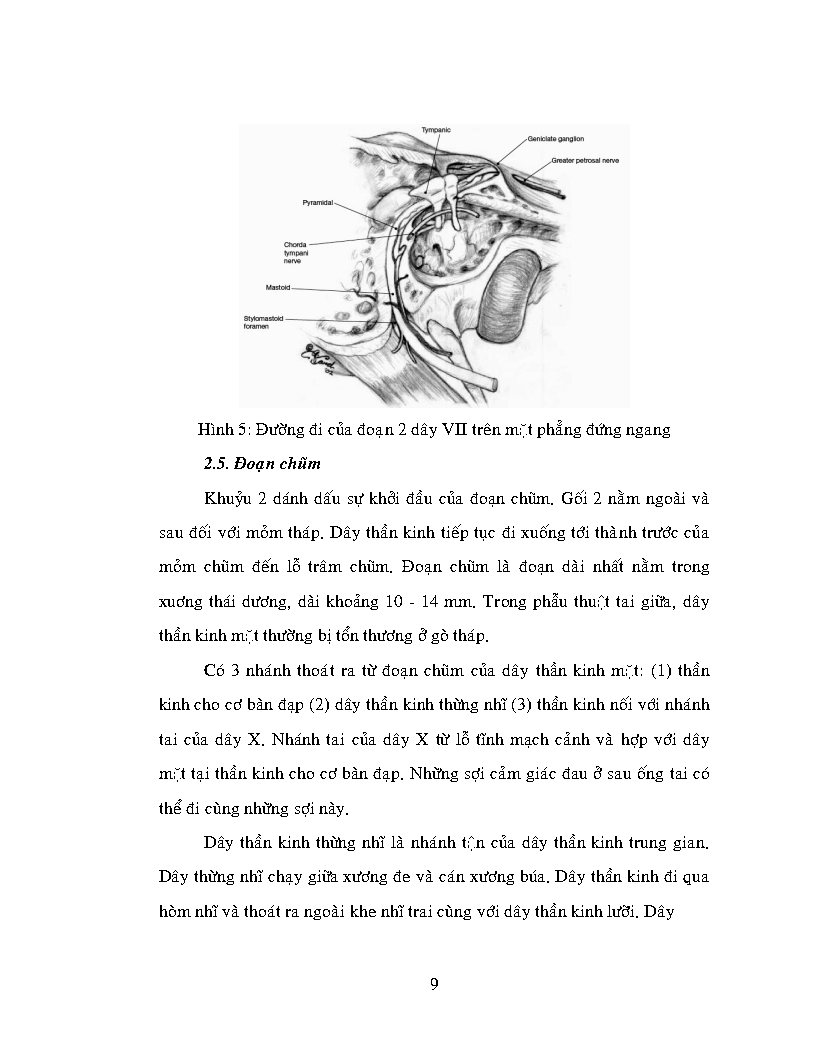 Tympanic
Geniclate ganglion
Greater petrosal nerve
Pyramidal
Chorda
tympani
nerve
Mastoid
Stylomastoid
foramen
Hình 5: Đường đi của đoạn 2 dây VII trên mặt phẳng đứng ngang
2.5. Đoạn chũm
Khuỷu 2 dánh dấu sự khởi đầu của đoạn chũm. Gối 2 nằm ngoài và
sau đối với mỏm tháp. Dây thần kinh tiếp tục đi xuống tới thành trước của
mỏm chũm đến lỗ trâm chũm. Đoạn chũm là đoạn dài nhất nằm trong
xuơng thái dương, dài khoảng 10 - 14 mm. Trong phẫu thuật tai giữa, dây
thần kinh mặt thường bị tổn thương ở gò tháp.
Có 3 nhánh thoát ra từ đoạn chũm của dây thần kinh mặt: (1) thần
kinh cho cơ bàn đạp (2) dây thần kinh thừng nhĩ (3) thần kinh nối với nhánh
tai của dây X. Nhánh tai của dây X từ lỗ tĩnh mạch cảnh và hợp với dây
mặt tại thần kinh cho cơ bàn đạp. Những sợi cảm giác đau ở sau ống tai có
thể đi cùng những sợi này.
Dây thần kinh thừng nhĩ là nhánh tận của dây thần kinh trung gian.
Dây thừng nhĩ chạy giữa xương đe và cán xương búa. Dây thần kinh đi qua
hòm nhĩ và thoát ra ngoài khe nhĩ trai cùng với dây thần kinh lưỡi. Dây
9